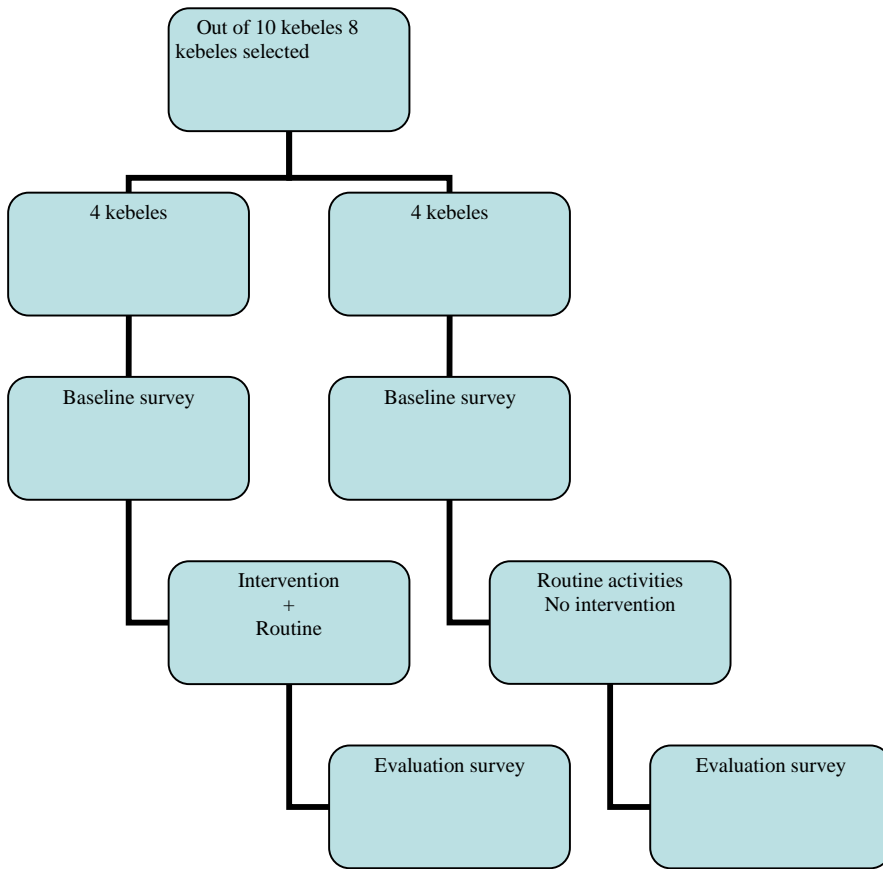 Out of 10 kebeles 8
kebeles selected
4 kebeles
4 kebeles
Baseline survey
Baseline survey
Intervention
+
Routine
Routine activities
No intervention
Evaluation survey
Evaluation survey